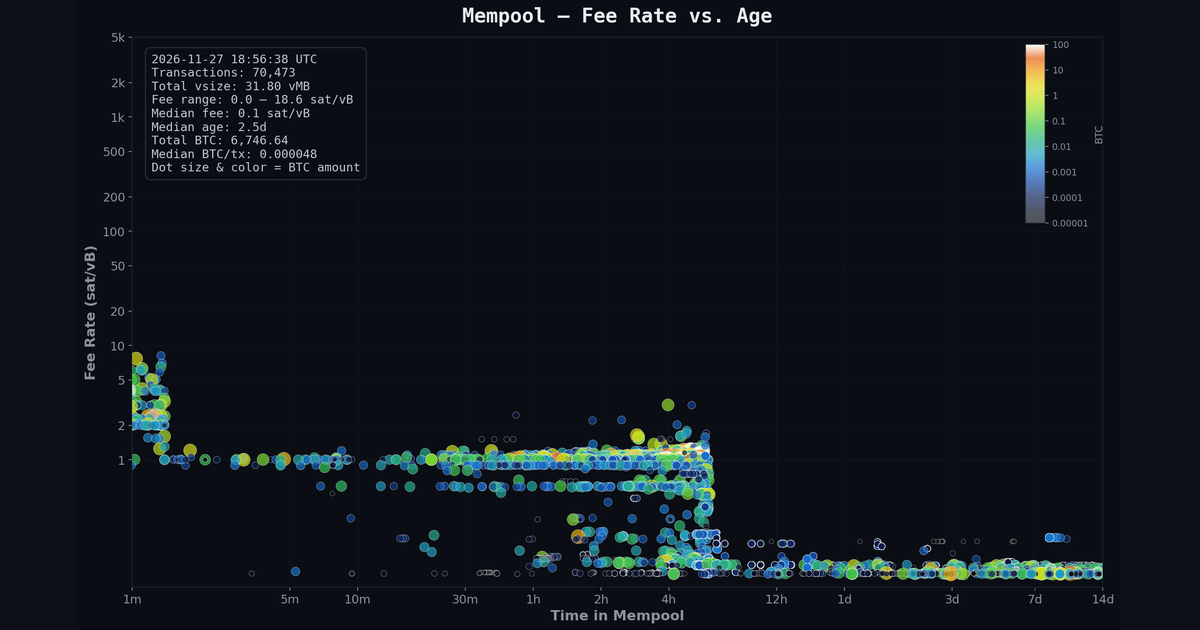 Mempool — Fee Rate vs. Age
2026-11-27 18:56:38 UTC
Transactions: 70,473
Total vsize: 31.80 vMB
Fee range: 0.0 — 18.6 sat/vB
Median fee: 0.1 sat/vB
Median age: 2.5d
Total BTC: 6,746.64
Median BTC/tx: 0.000048
Dot size & color = BTC amount
5k
2k
1k
500
200
100
50
20
10
5
2
1
Fee Rate (sat/vB)
100
10
1
0.1
0.01
0.001
0.0001
0.00001
BTC
1m
5m
10m
30m
1h
2h
4h
12h
1d
3d
7d
14d
Time in Mempool